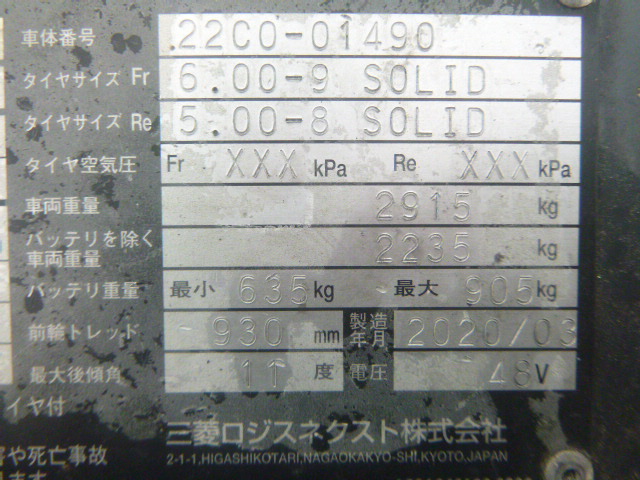 車体番号 22C0-01490
タイヤサイズ Fr 6.00-9 SOLID
タイヤサイズ Re 5.00-8 SOLID
タイヤ空気圧 Fr XXX kPa Re XXX kPa
車両重量 2915 kg
バッテリを除く
車両重量 2235 kg
バッテリ重量 最小 635 kg 最大 905 kg
前輪トレッド 930 mm 製造年月 2020/03
最大後傾角 11 度 電圧 48 V
イヤ付
三菱ロジスネクスト株式会社
や死亡事故
2-1-1,HIGASHIKOTARI,NAGAOKAKYO-SHI,KYOTO,JAPAN
ります。